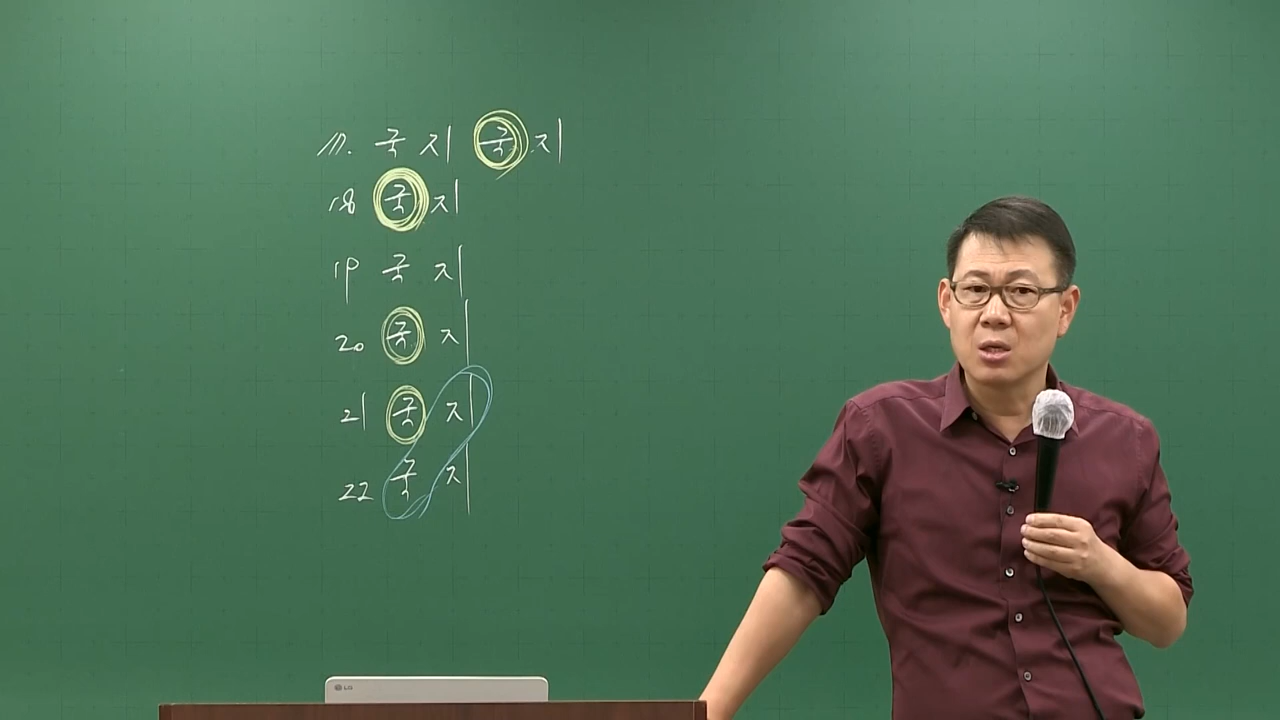 17. 국 지 국 지
18 국 지
19 국 지
20 국 지
21 국 지
22 국 지
LG